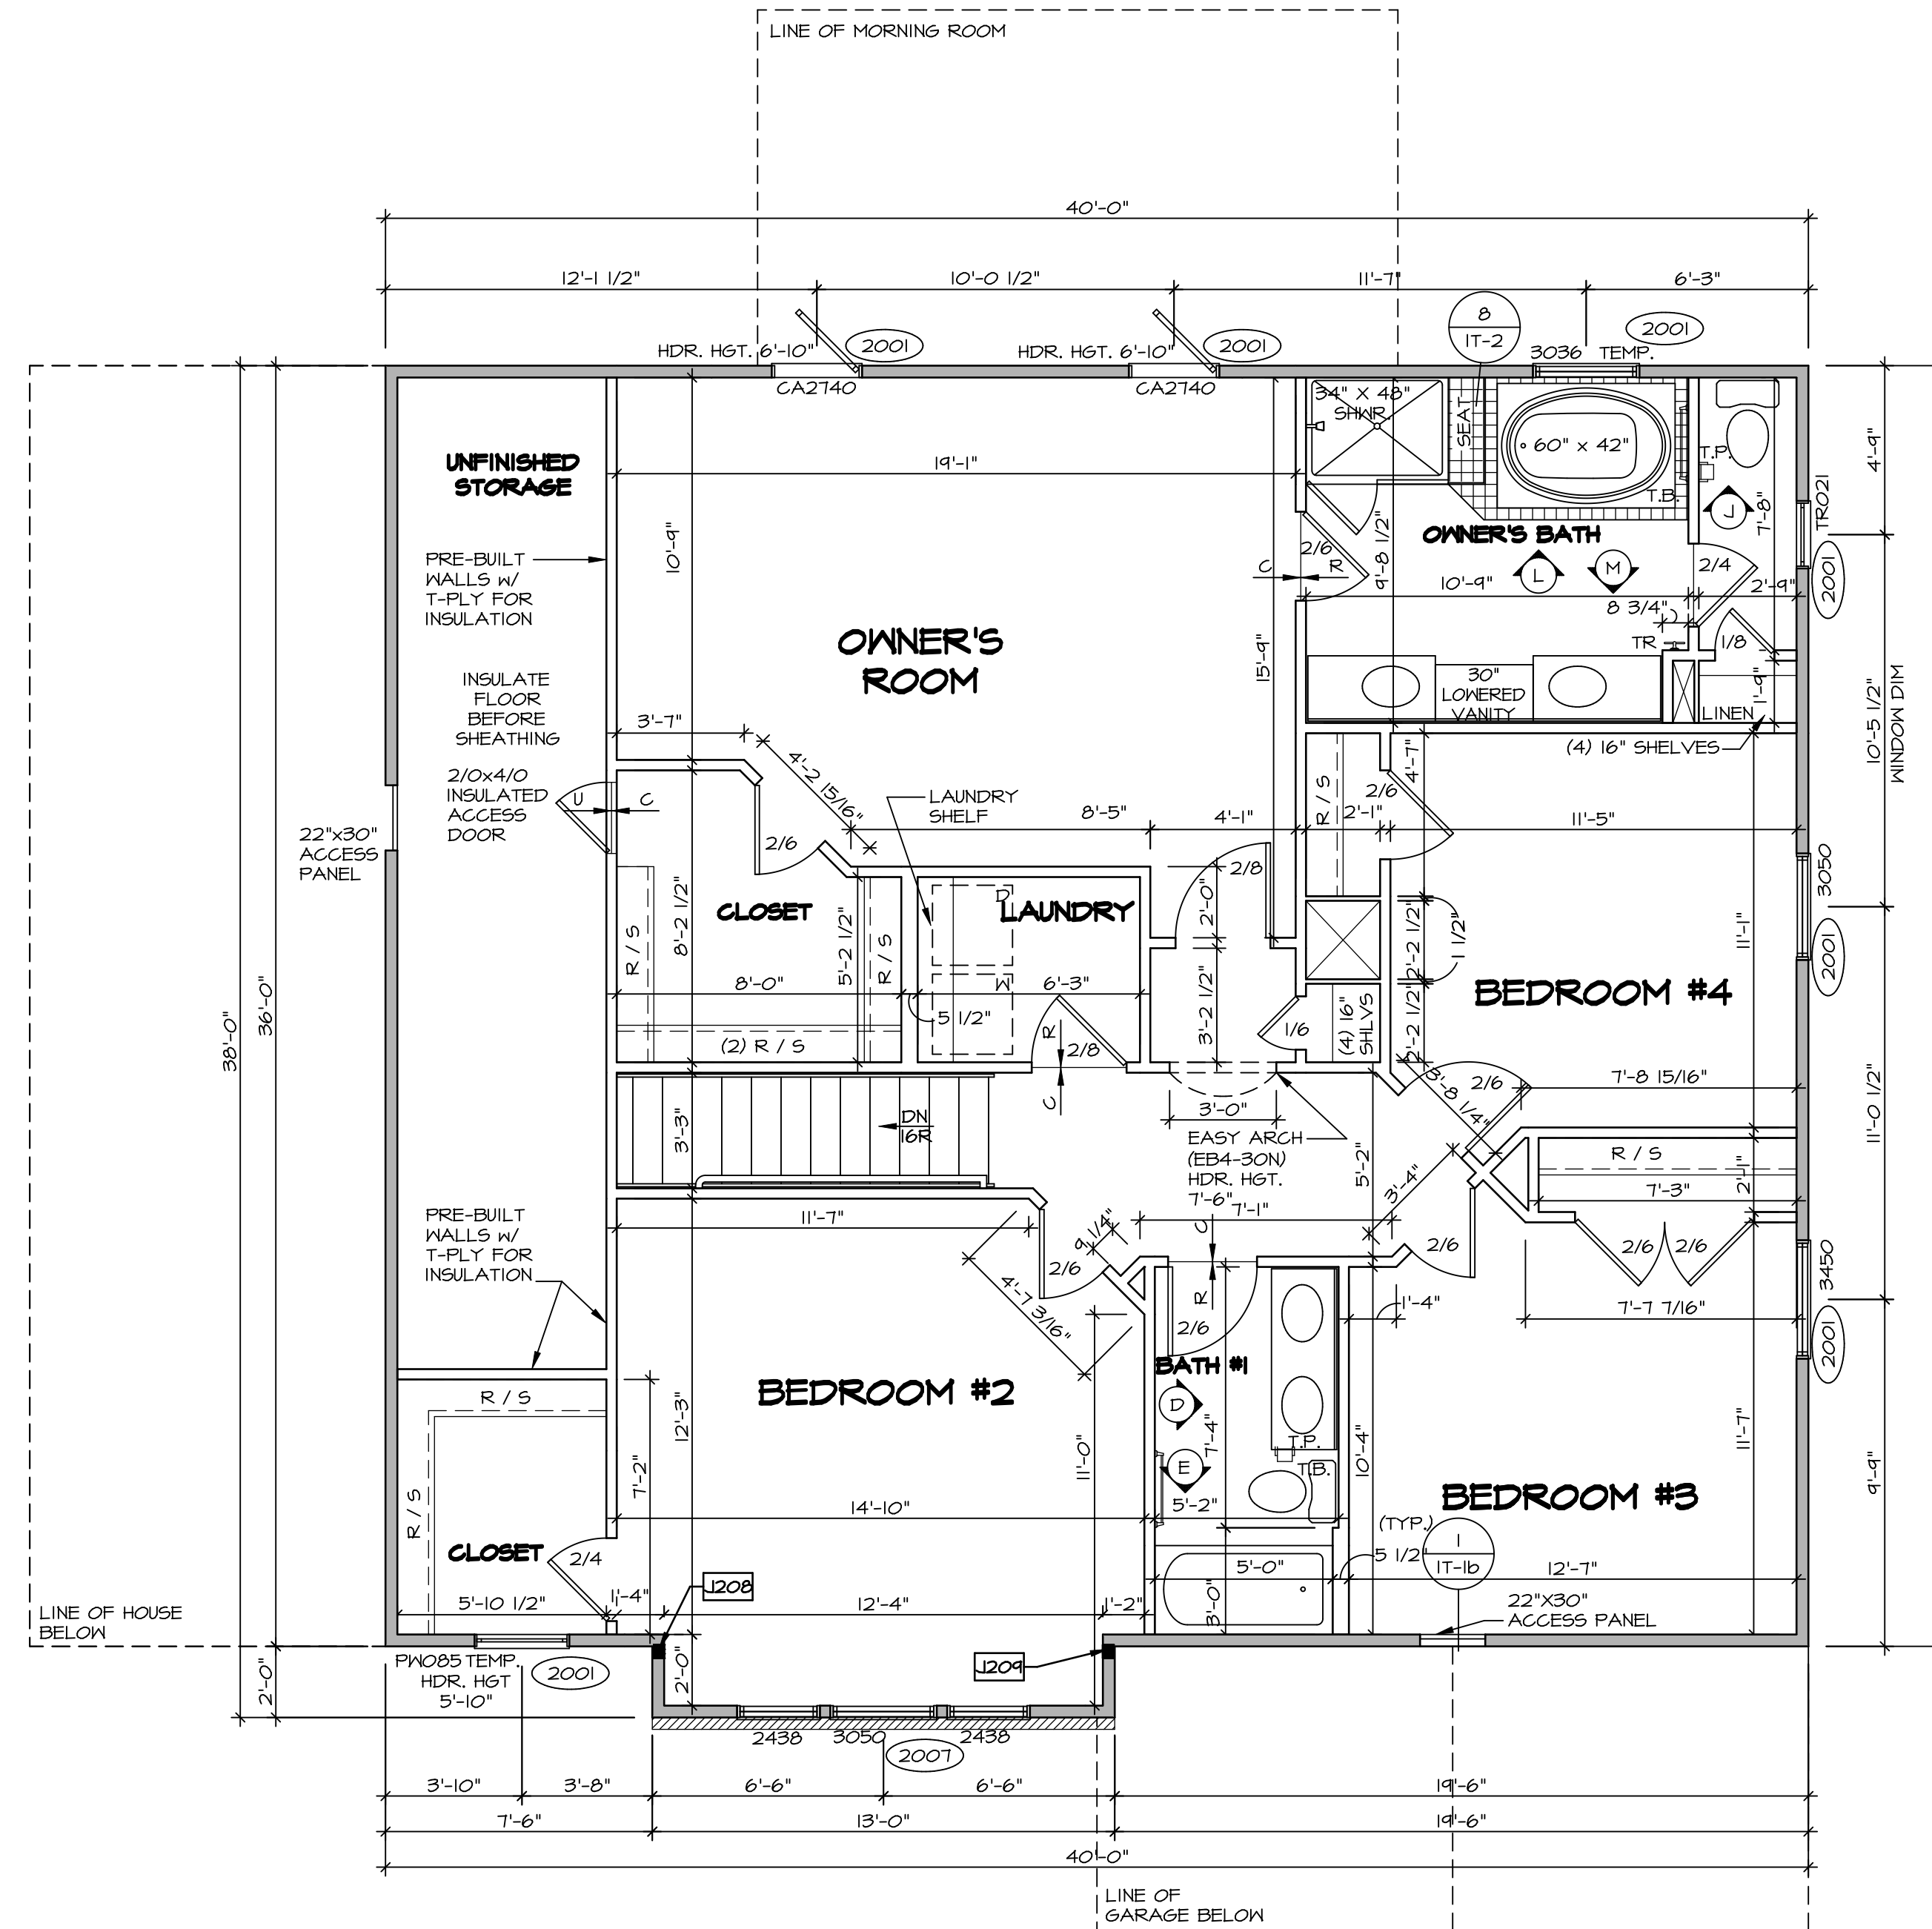 LINE OF MORNING ROOM
40'-0"
12'-1 1/2"
10'-0 1/2"
11'-7"
6'-3"
8
IT-2
2001
HDR. HGT. 6'-10"
2001
HDR. HGT. 6'-10"
2001
3036 TEMP.
CA2740
CA2740
34" X 48"
SHWR.
SEAT
60" x 42"
T.P.
T.B.
4'-9"
TR021
2001
7'-8"
L
UNFINISHED
STORAGE
19'-1"
10'-9"
PRE-BUILT
WALLS w/
T-PLY FOR
INSULATION
OWNER'S BATH
9'-8 1/2"
2/6
C
R
10'-9"
L
M
2/4
2'-9"
8 3/4"
TR
1/8
1'-9"
OWNER'S
ROOM
15'-9"
30"
LOWERED
VANITY
LINEN
(4) 16" SHELVES
10'-5 1/2"
WINDOW DIM
INSULATE
FLOOR
BEFORE
SHEATHING
3'-7"
4'-2 15/16"
2/0x4/0
INSULATED
ACCESS
DOOR
U
C
22"x30"
ACCESS
PANEL
LAUNDRY
SHELF
8'-5"
4'-1"
R / S
2/6
4'-7"
2'-1"
11'-5"
3050
2001
2/6
2/8
2'-0"
CLOSET
8'-2 1/2"
5'-2 1/2"
R / S
R / S
D
LAUNDRY
W
2'-2 1/2"
1 1/2"
11'-1"
BEDROOM #4
8'-0"
6'-3"
5 1/2"
3'-2 1/2"
1/6
(4) 16"
SHLVS
2'-2 1/2"
(2) R / S
R
2/8
C
38'-0"
36'-0"
3'-3"
DN
16R
3'-0"
EASY ARCH
(EB4-30N)
HDR. HGT.
7'-6"
5'-2"
3'-8 1/4"
2/6
7'-8 15/16"
11'-0 1/2"
R / S
7'-3"
2'-1"
3'-4"
PRE-BUILT
WALLS w/
T-PLY FOR
INSULATION
11'-7"
9 1/4"
7'-1"
C
2/6
2/6
2/6
3450
2001
2/6
4'-7 3/16"
R
2/6
1'-4"
7'-7 7/16"
BATH #1
BEDROOM #2
R / S
R / S
12'-3"
7'-2"
11'-0"
D
7'-4"
E
T.P.
T.B.
10'-4"
11'-7"
9'-9"
BEDROOM #3
14'-10"
5'-2"
(TYP.)
1
IT-1b
CLOSET
2/4
5 1/2"
5'-0"
12'-7"
J208
5'-10 1/2"
1'-4"
12'-4"
1'-2"
3'-0"
22"X30"
ACCESS PANEL
LINE OF HOUSE
BELOW
2'-0"
PW085 TEMP.
HDR. HGT
5'-10"
2001
2'-0"
J209
2438
3050
2438
2007
3'-10"
3'-8"
6'-6"
6'-6"
19'-6"
7'-6"
13'-0"
19'-6"
40'-0"
LINE OF
GARAGE BELOW